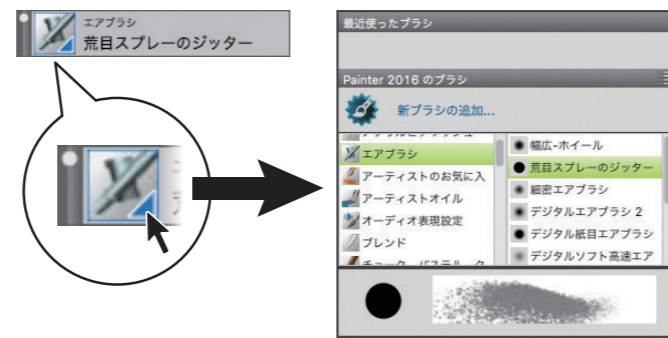 エアブラシ
荒目スプレーのジッター
最近使ったブラシ
Painter 2016 のブラシ
新ブラシの追加...
エアブラシ
アーティストのお気に入
アーティストオイル
オーディオ表現設定
ブレンド
幅広-ホイール
荒目スプレーのジッター
細密エアブラシ
デジタルエアブラシ 2
デジタル紙目エアブラシ
デジタルソフト高速エア